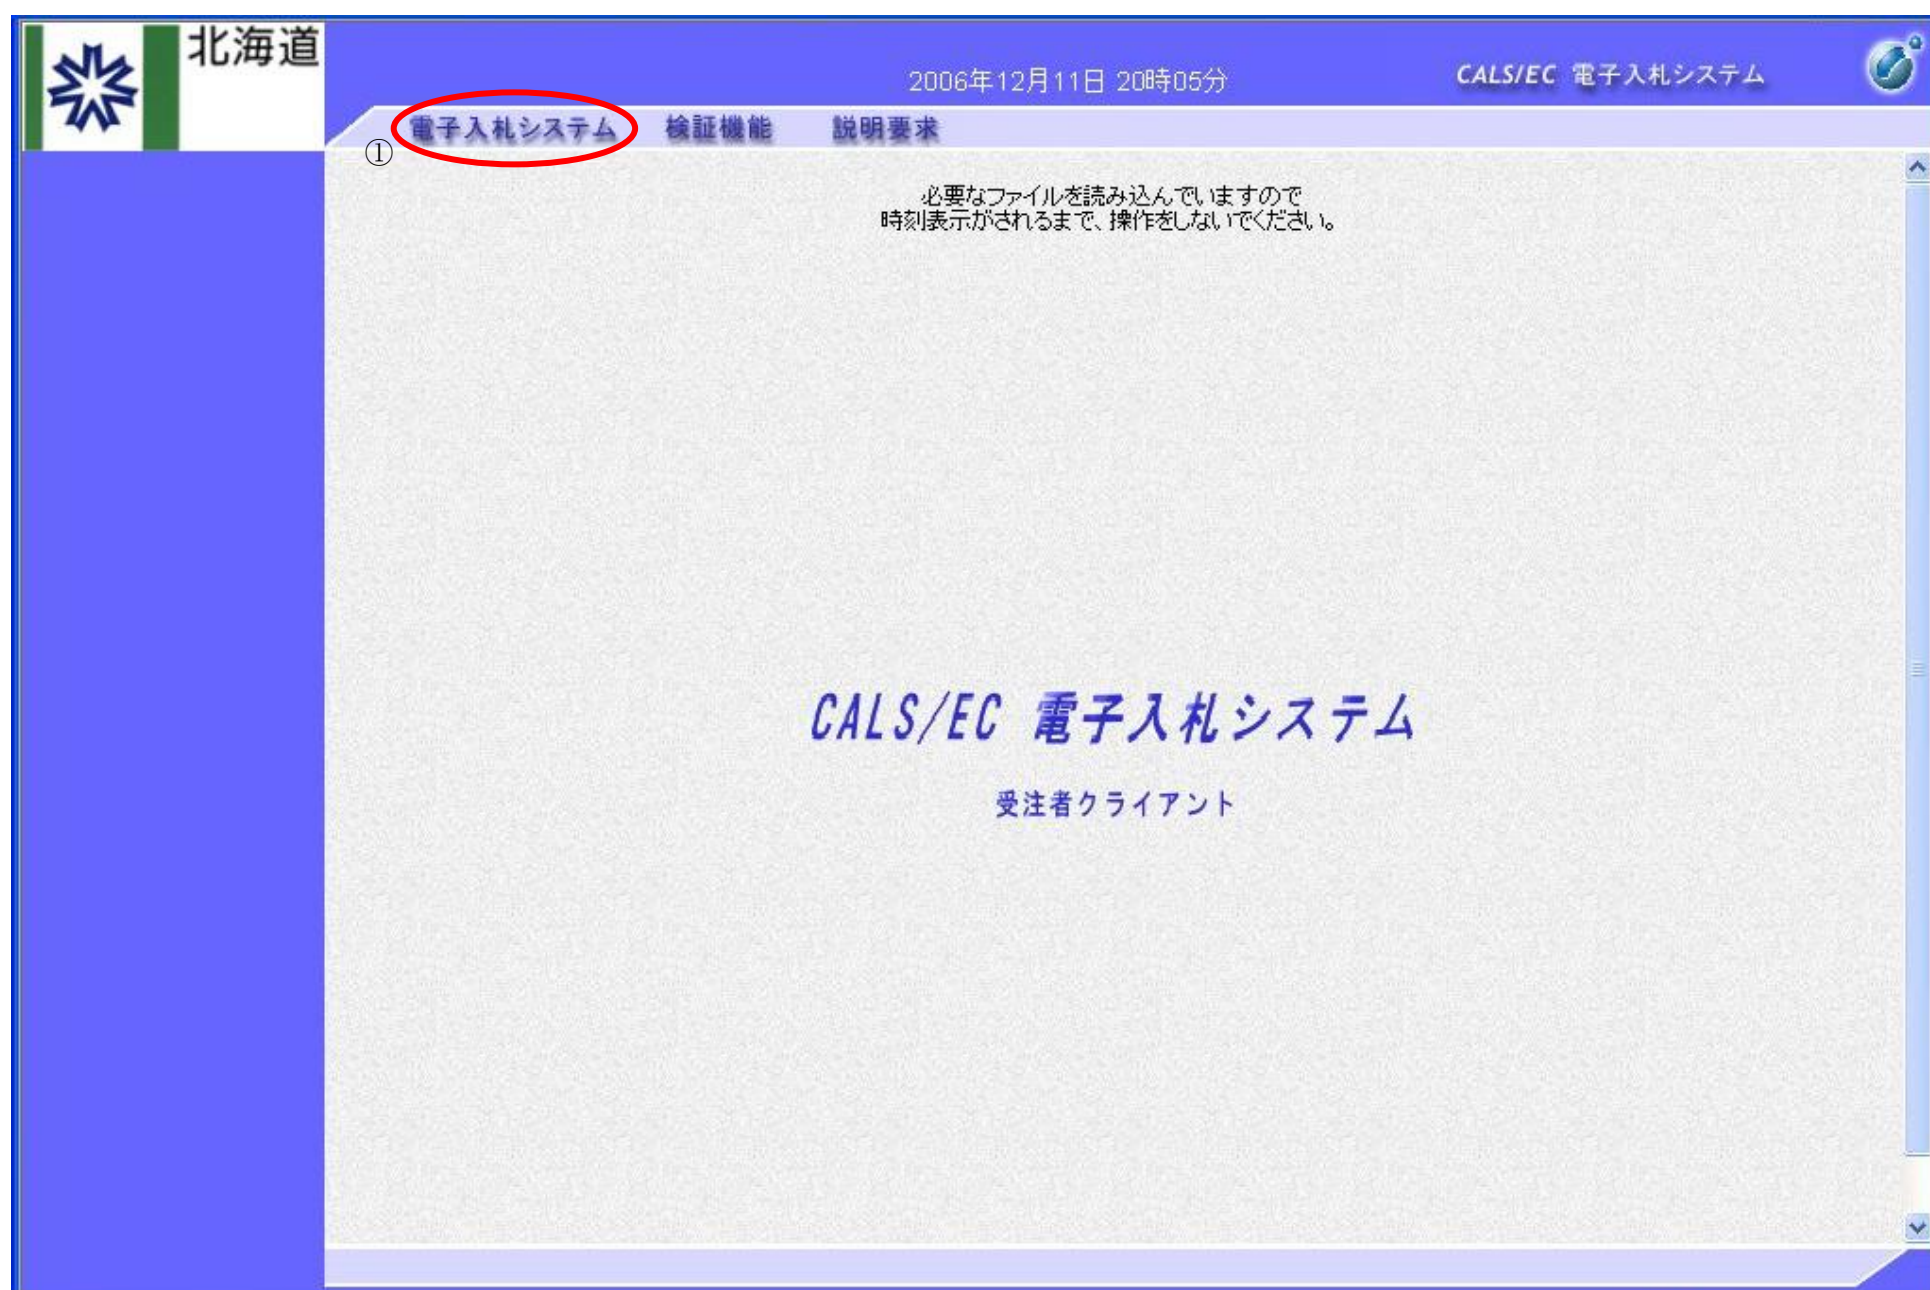 北海道
2006年12月11日 20時05分
CALS/EC 電子入札システム
電子入札システム 検証機能 説明要求
①
必要なファイルを読み込んでいますので
時刻表示がされるまで、操作をしないでください。
CALS/EC 電子入札システム
受注者クライアント